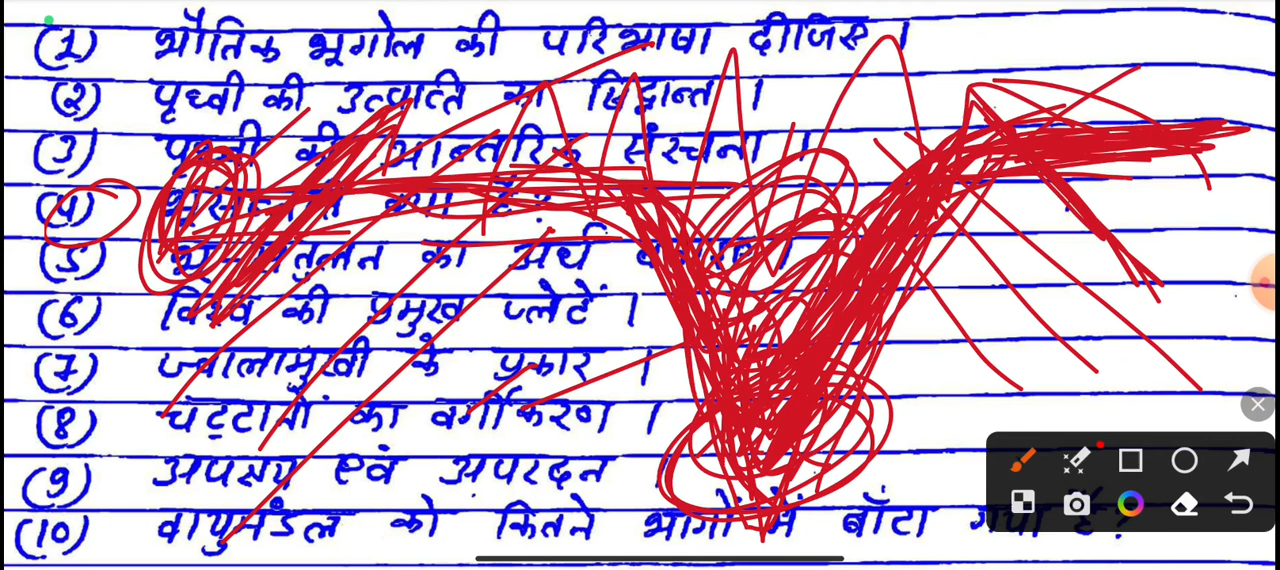 (1) भौतिक भूगोल की परिभाषा दीजिए ।
(2) पृथ्वी की उत्पत्ति का सिद्धान्त ।
(3) पृथ्वी की आन्तरिक संरचना ।
(4) क्या है ?
(5) भू-संतुलन का अर्थ ।
(6) विश्व की प्रमुख प्लेटें ।
(7) ज्वालामुखी के प्रकार ।
(8) चट्टानों का वर्गीकरण ।
(9) अपक्षय एवं अपरदन
(10) वायुमंडल को कितने भागों में बाँटा गया है ?